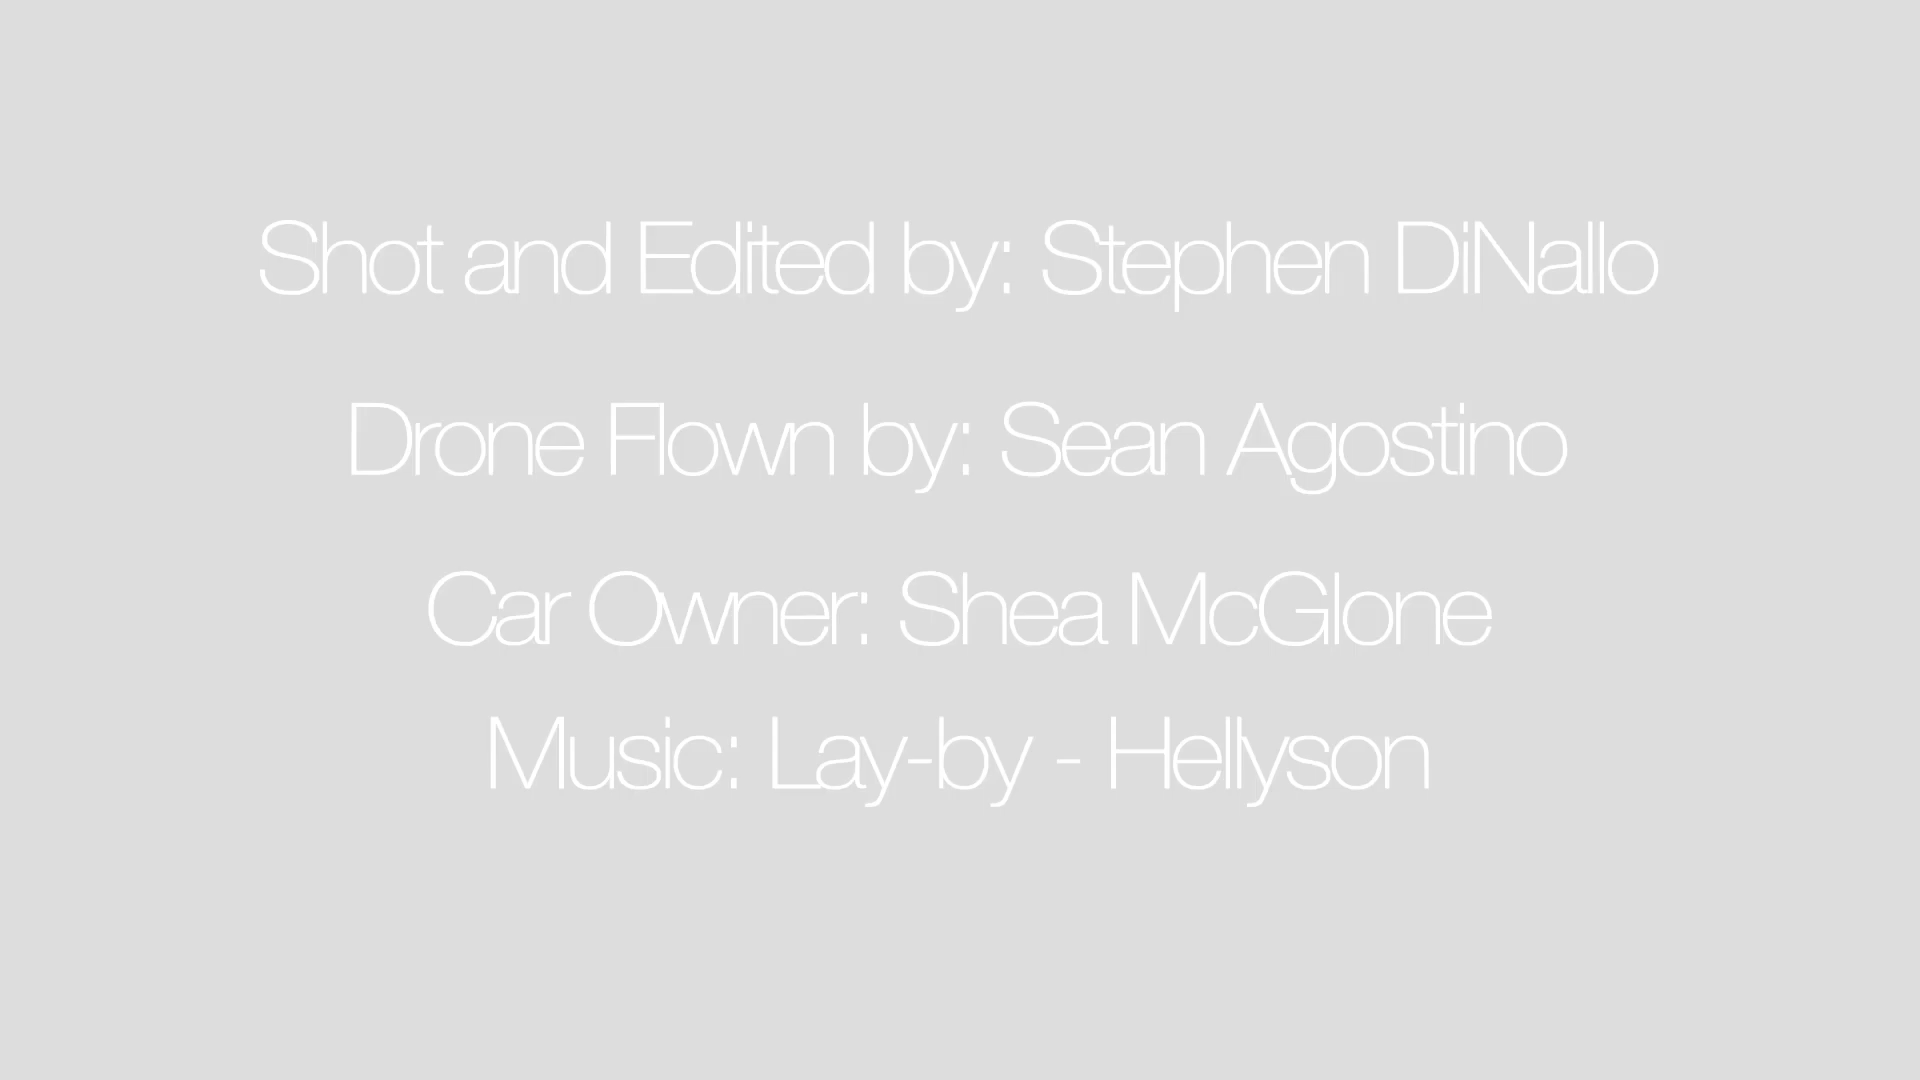 Shot and Edited by: Stephen DiNallo
Drone Flown by: Sean Agostino
Car Owner: Shea McGlone
Music: Lay-by - Hellyson